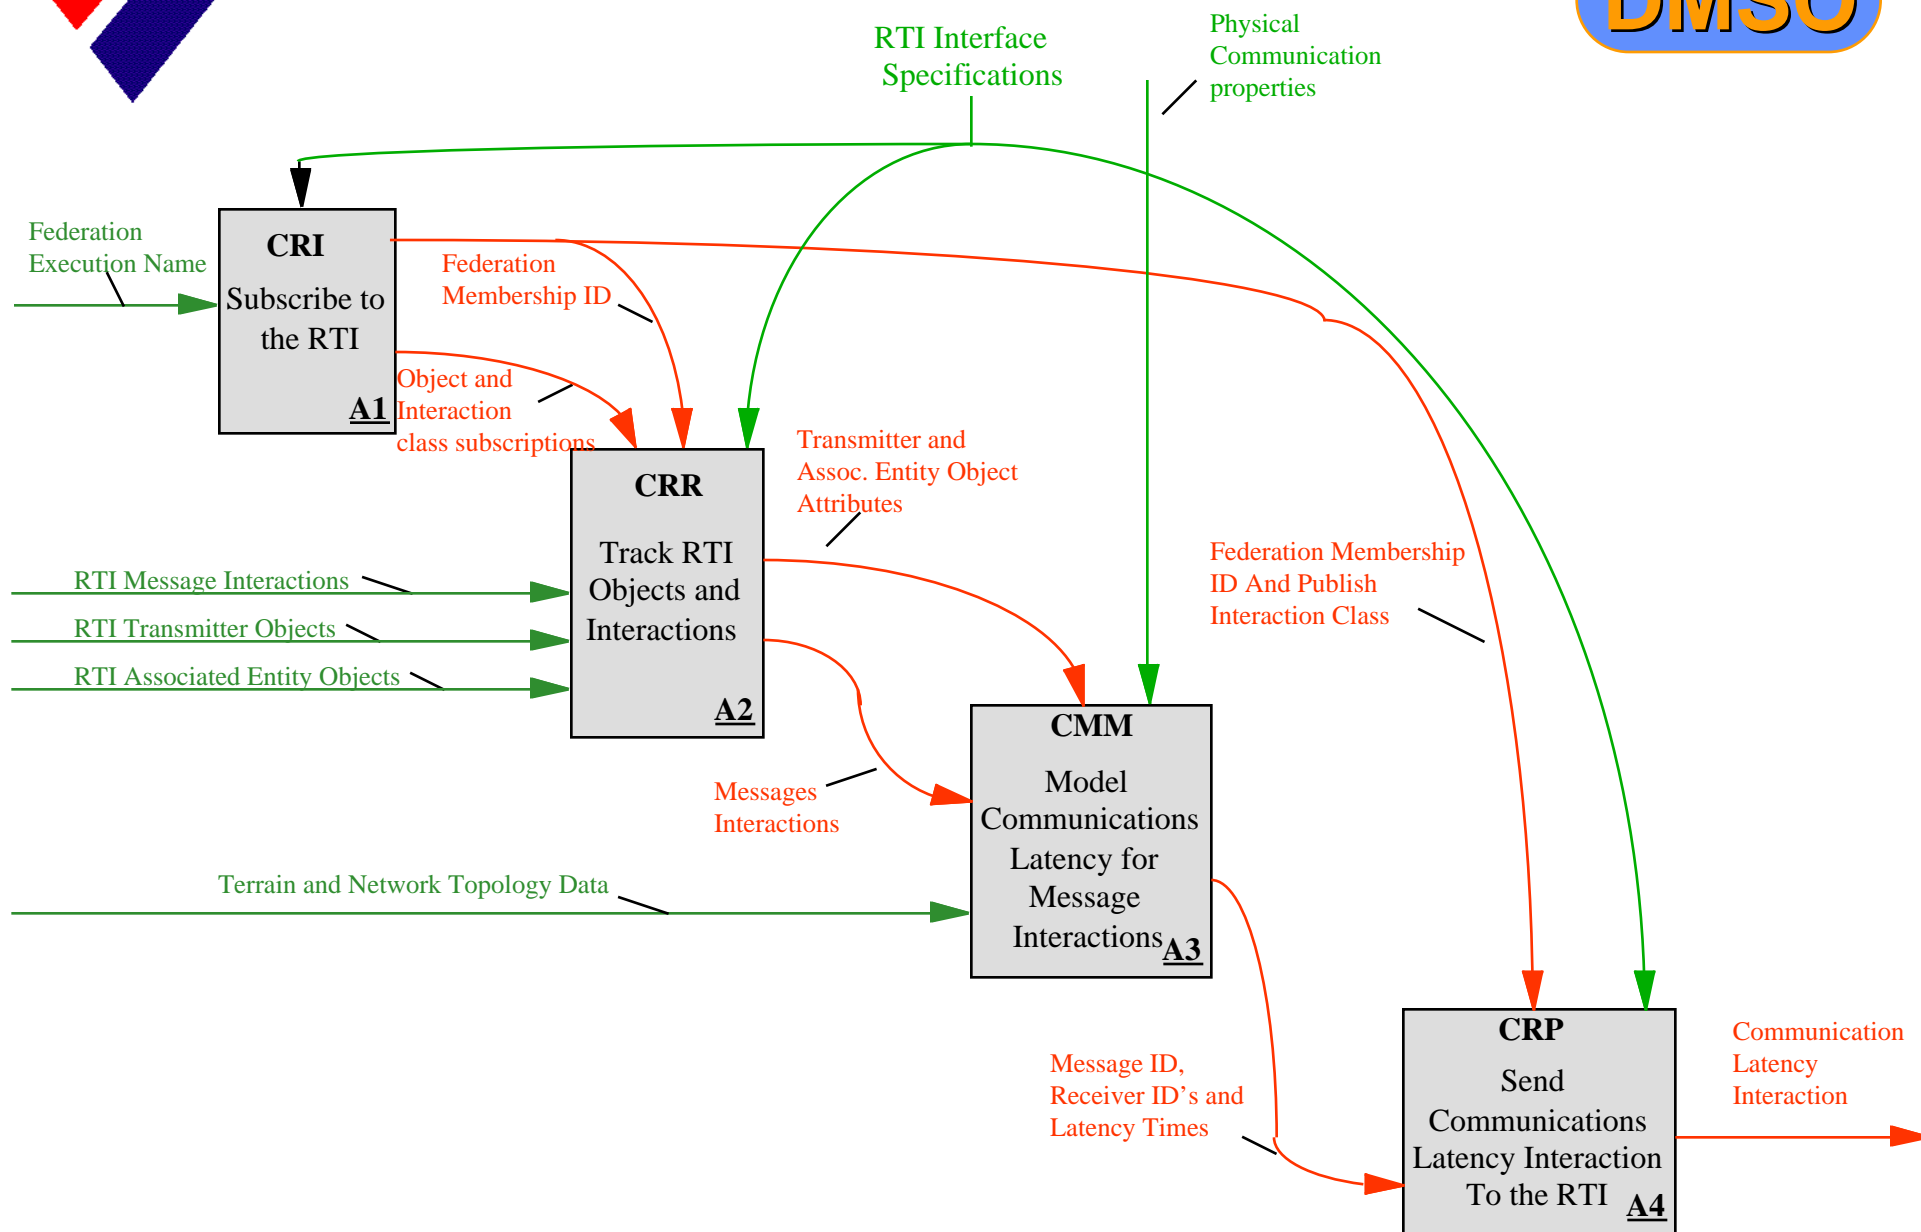 DMSO
RTI Interface
Specifications
Physical
Communication
properties
Federation
Execution Name
CRI
Subscribe to
the RTI
A1
Federation
Membership ID
Object and
Interaction
class subscriptions
CRR
Track RTI
Objects and
Interactions
A2
Transmitter and
Assoc. Entity Object
Attributes
RTI Message Interactions
RTI Transmitter Objects
RTI Associated Entity Objects
Federation Membership
ID And Publish
Interaction Class
CMM
Model
Communications
Latency for
Message
Interactions
A3
Messages
Interactions
Terrain and Network Topology Data
Message ID,
Receiver ID’s and
Latency Times
CRP
Send
Communications
Latency Interaction
To the RTI
A4
Communication
Latency
Interaction